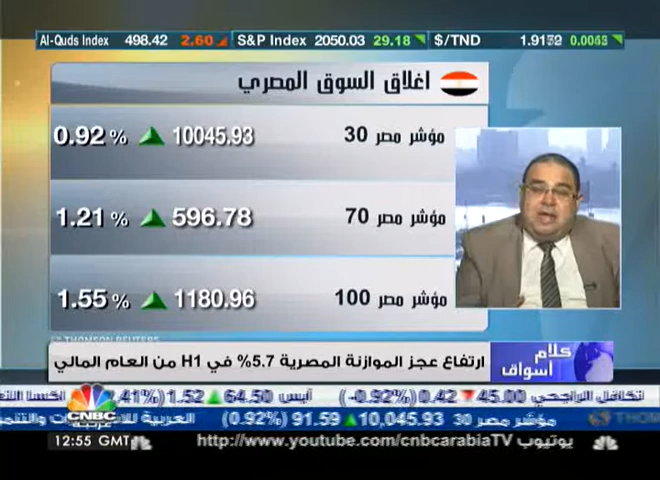 Al-Quds Index 498.42 2.60 S&P Index 2050.03 29.18 $/TND 1.9152 0.0063
اغلاق السوق المصري
مؤشر مصر 30 10045.93 0.92 %
مؤشر مصر 70 596.78 1.21 %
مؤشر مصر 100 1180.96 1.55 %
THOMSON REUTERS
كلام أسواق
ارتفاع عجز الموازنة المصرية 5.7% في H1 من العام المالي
اتكافل الراجحي 45.00 0.42 (-0.92%) آيس 64.50 1.52
مؤشر مصر 30 10,045.93 91.59 (0.92%) العربية
CNBC
عربية
12:55 GMT http://www.youtube.com/cnbcarabiaTV يوتيوب